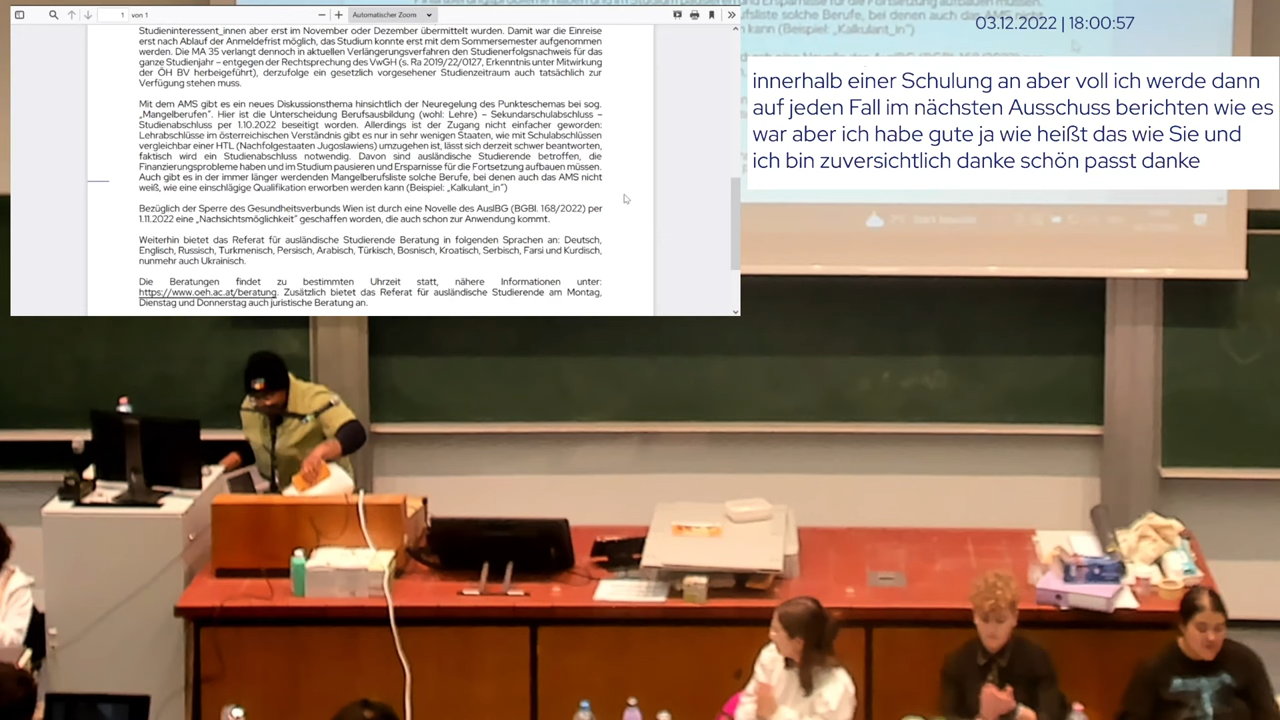 1
von 1
Automatischer Zoom
Studieninteressent_innen aber erst im November oder Dezember übermittelt wurden. Damit war die Einreise
erst nach Ablauf der Anmeldefrist möglich, das Studium konnte erst mit dem Sommersemester aufgenommen
werden. Die MA 35 verlangt dennoch in aktuellen Verlängerungsverfahren den Studienerfolgsnachweis für das
ganze Studienjahr – entgegen der Rechtsprechung des VwGH (s. Ra 2019/22/0127, Erkenntnis unter Mitwirkung
der ÖH BV herbeigeführt), derzufolge ein gesetzlich vorgesehener Studienzeitraum auch tatsächlich zur
Verfügung stehen muss.
Mit dem AMS gibt es ein neues Diskussionsthema hinsichtlich der Neuregelung des Punkteschemas bei sog.
„Mangelberufen“. Hier ist die Unterscheidung Berufsausbildung (wohl: Lehre) – Sekundarschulabschluss –
Studienabschluss per 1.10.2022 beseitigt worden. Allerdings ist der Zugang nicht einfacher geworden:
Lehrabschlüsse im österreichischen Verständnis gibt es nur in sehr wenigen Staaten, wie mit Schulabschlüssen
vergleichbar einer HTL (Nachfolgestaaten Jugoslawiens) umzugehen ist, lässt sich derzeit schwer beantworten,
faktisch wird ein Studienabschluss notwendig. Davon sind ausländische Studierende betroffen, die
Finanzierungsprobleme haben und im Studium pausieren und Ersparnisse für die Fortsetzung aufbauen müssen.
Auch gibt es in der immer länger werdenden Mangelberufsliste solche Berufe, bei denen auch das AMS nicht
weiß, wie eine einschlägige Qualifikation erworben werden kann (Beispiel: „Kalkulant_in“)
Bezüglich der Sperre des Gesundheitsverbunds Wien ist durch eine Novelle des AuslBG (BGBl. 168/2022) per
1.11.2022 eine „Nachsichtsmöglichkeit“ geschaffen worden, die auch schon zur Anwendung kommt.
Weiterhin bietet das Referat für ausländische Studierende Beratung in folgenden Sprachen an: Deutsch,
Englisch, Russisch, Turkmenisch, Persisch, Arabisch, Türkisch, Bosnisch, Kroatisch, Serbisch, Farsi und Kurdisch,
nunmehr auch Ukrainisch.
Die Beratungen findet zu bestimmten Uhrzeit statt, nähere Informationen unter:
https://www.oeh.ac.at/beratung. Zusätzlich bietet das Referat für ausländische Studierende am Montag,
Dienstag und Donnerstag auch juristische Beratung an.
03.12.2022 | 18:00:57
kann (Beispiel: „Kalkulant_in“)
innerhalb einer Schulung an aber voll ich werde dann
auf jeden Fall im nächsten Ausschuss berichten wie es
war aber ich habe gute ja wie heißt das wie Sie und
ich bin zuversichtlich danke schön passt danke